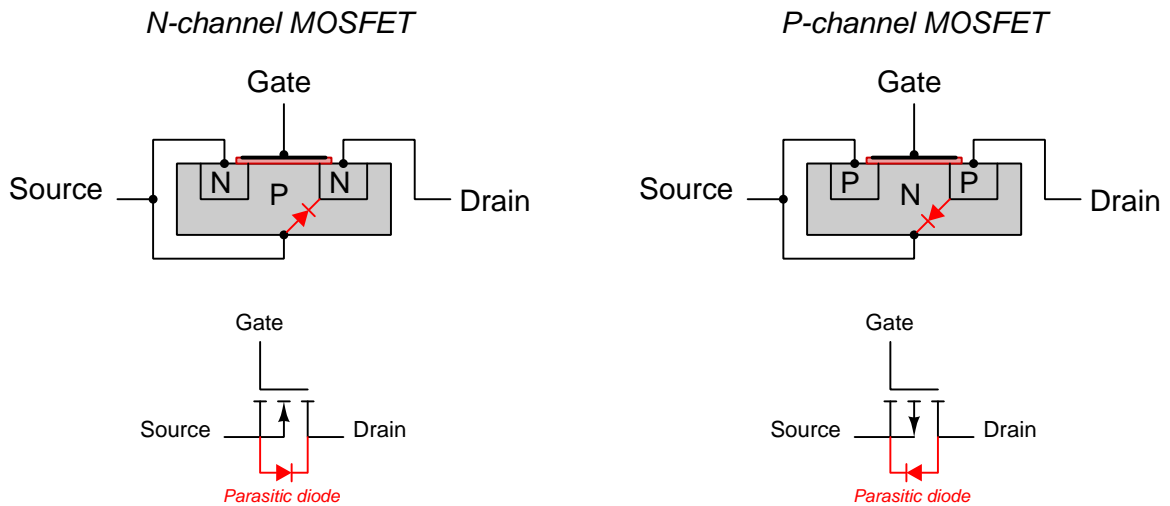 N-channel MOSFET
P-channel MOSFET
Gate
Gate
N
P
N
P
N
P
Source
Drain
Source
Drain
Gate
Gate
Source
Drain
Source
Drain
Parasitic diode
Parasitic diode